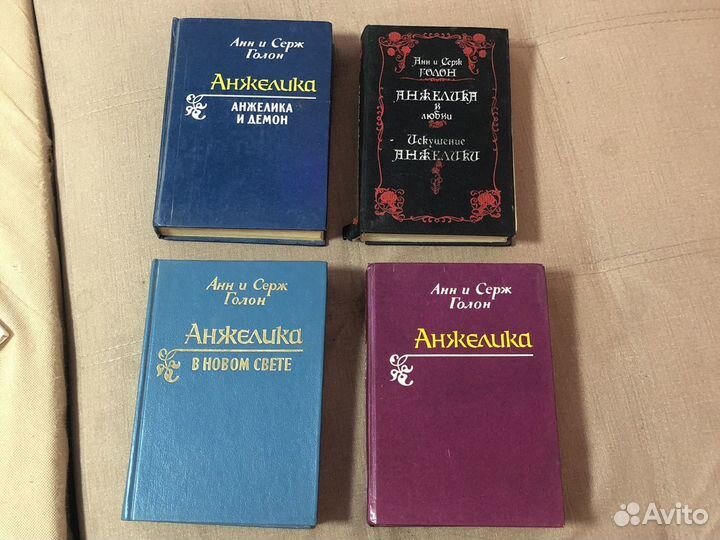 Анн и Серж
Голон
Анжелика
АНЖЕЛИКА
И ДЕМОН
Анн и Серж
ГОЛОН
АНЖЕЛИКА
и
любви
Искушение
АНЖЕЛИКИ
Анн и Серж
Голон
Анжелика
В НОВОМ СВЕТЕ
Анн и Серж
Голон
Анжелика
Avito